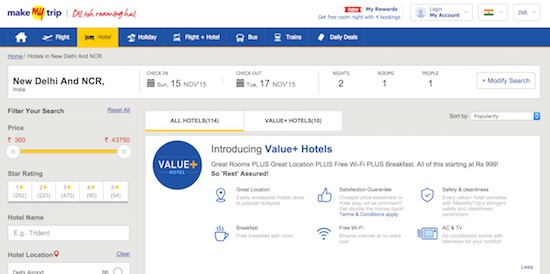 make my trip Dil toh roaming hai
new My Rewards
Get free room night with 4 bookings
Login
My Account
INR
Flight
Hotel
Holiday
Flight + Hotel
Bus
Trains
Daily Deals
Home / Hotels in New Delhi And NCR
New Delhi And NCR,
India
CHECK-IN
Sun, 15 NOV'15
CHECK-OUT
Tue, 17 NOV'15
NIGHTS
2
ROOMS
1
PEOPLE
1
+ Modify Search
Filter Your Search
Reset All
Price
₹ 360
₹ 43750
Star Rating
1★ 2★ 3★ 4★ 5★
(252) (223) (470) (90) (54)
Hotel Name
E.g.: Trident
Hotel Location
Clear
Delhi Airport
86
ALL HOTELS(114)
VALUE+ HOTELS(10)
Sort by:
Popularity
VALUE+
HOTEL
Introducing Value+ Hotels
Great Rooms PLUS Great Location PLUS Free Wi-Fi PLUS Breakfast. All of this starting at Rs 999!
So 'Rest' Assured!
Great Location
Easily accessible hotels close
to popular hotspots
Satisfaction Guarantee
Cheaper price elsewhere or
hotel stay not as promised?
Get double the money back!
Terms & Conditions apply
Safety & cleanliness
Every value+ hotel complies
with MakeMyTrip's safety
and cleanliness parameters
Breakfast
Free breakfast with room
Free Wi-Fi
Browse internet at no extra
cost
AC & TV
Air-conditioned rooms with
television for your comfort
Less